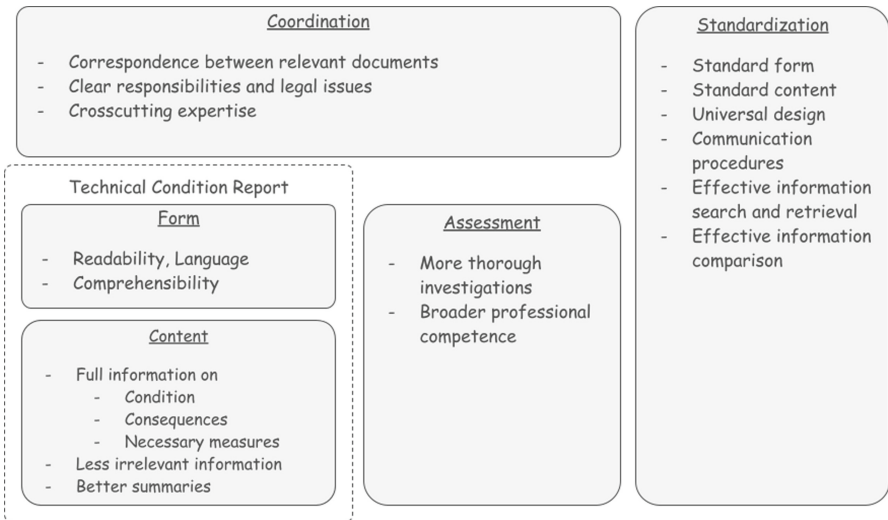 Coordination
- Correspondence between relevant documents
- Clear responsibilities and legal issues
- Crosscutting expertise
Technical Condition Report
Form
- Readability, Language
- Comprehensibility
Content
- Full information on
- Condition
- Consequences
- Necessary measures
- Less irrelevant information
- Better summaries
Assessment
- More thorough
investigations
- Broader professional
competence
Standardization
- Standard form
- Standard content
- Universal design
- Communication
procedures
- Effective information
search and retrieval
- Effective information
comparison